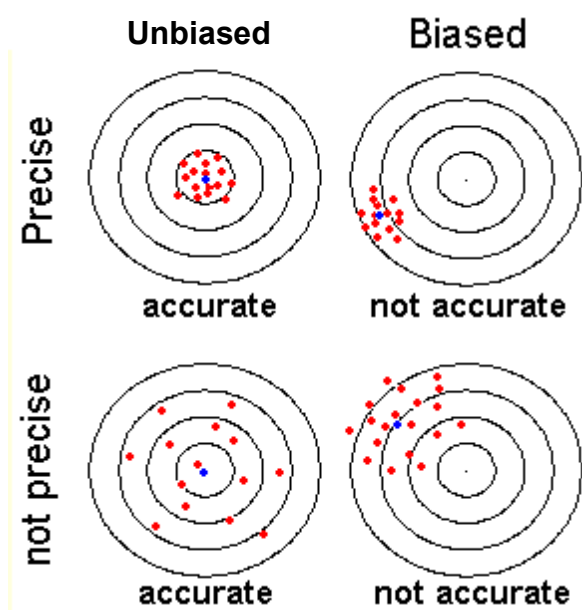 Unbiased
Biased
Precise
accurate
not accurate
not precise
accurate
not accurate